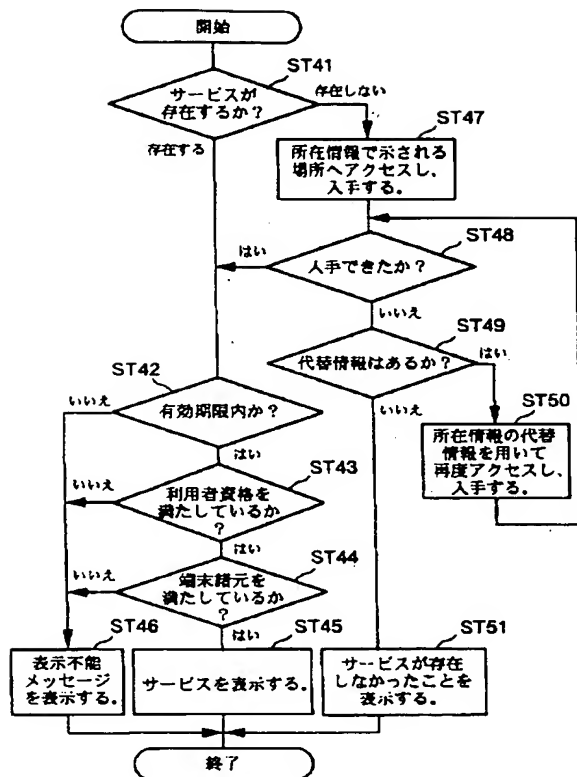 開始
ST41
サービスが
存在するか？
存在しない
存在する
ST47
所在情報で示される
場所へアクセスし、
入手する。
ST48
人手できたか？
はい
いいえ
ST49
代替情報はあるか？
はい
いいえ
ST50
所在情報の代替
情報を用いて
再度アクセスし、
入手する。
ST42
有効期限内か？
いいえ
はい
ST43
利用者資格を
満たしているか
？
いいえ
はい
ST44
端末緒元を
満たしているか
？
いいえ
はい
ST46
表示不能
メッセージ
を表示する。
ST45
サービスを表示する。
ST51
サービスが存在
しなかったことを
表示する。
終了